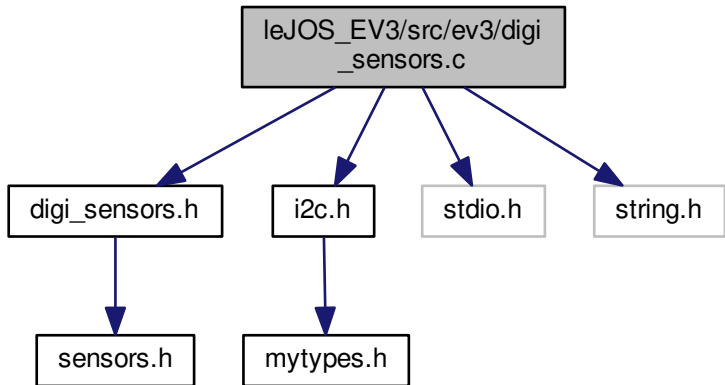 leJOS_EV3/src/ev3/digi
_sensors.c
digi_sensors.h
i2c.h
stdio.h
string.h
sensors.h
mytypes.h